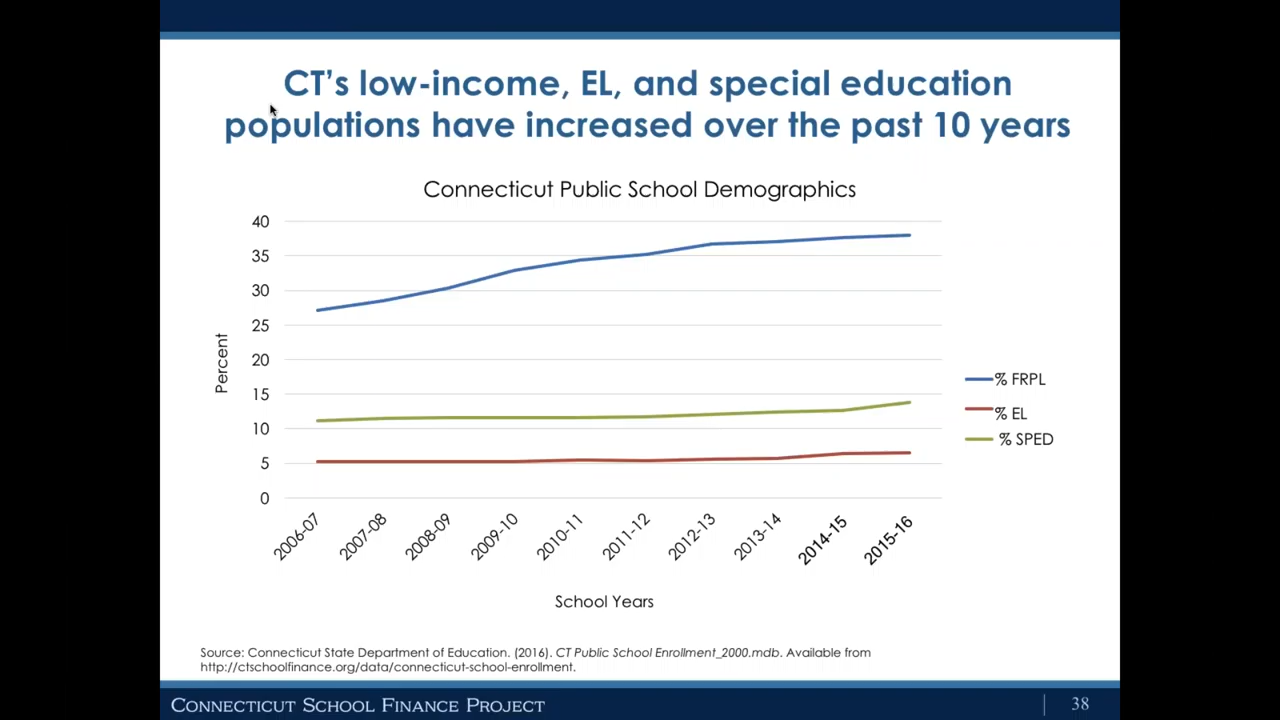 CT’s low-income, EL, and special education
populations have increased over the past 10 years
Connecticut Public School Demographics
40
35
30
25
20
15
10
5
0
Percent
% FRPL
% EL
% SPED
2006-07
2007-08
2008-09
2009-10
2010-11
2011-12
2012-13
2013-14
2014-15
2015-16
School Years
Source: Connecticut State Department of Education. (2016). CT Public School Enrollment_2000.mdb. Available from
http://ctschoolfinance.org/data/connecticut-school-enrollment.
CONNECTICUT SCHOOL FINANCE PROJECT
38